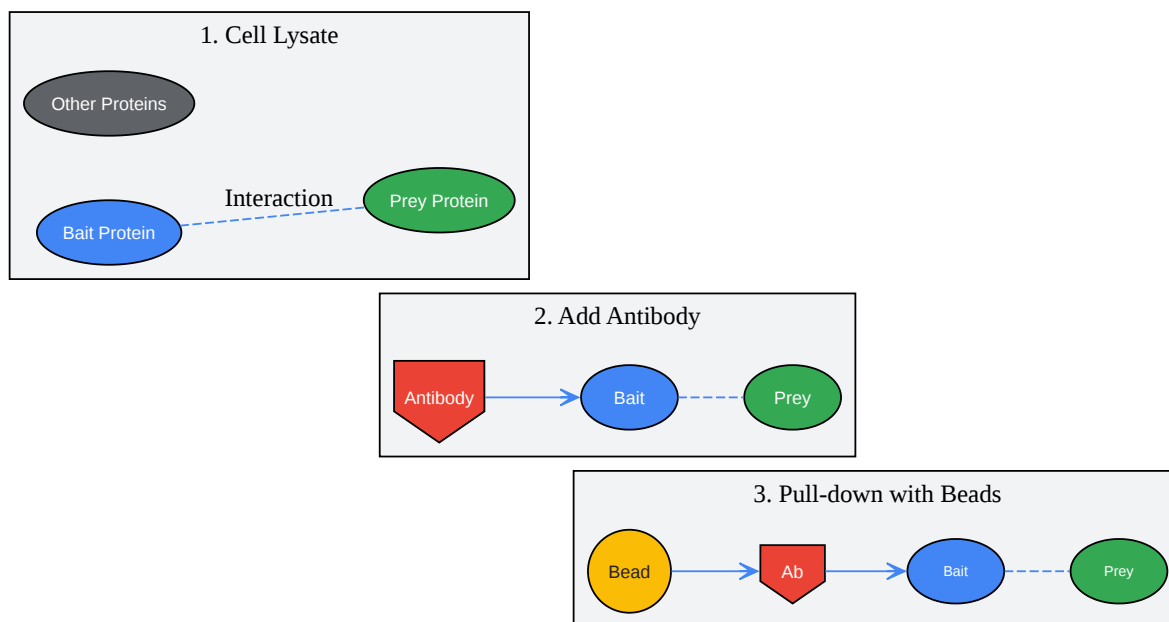 1. Cell Lysate
Other Proteins
Interaction
Prey Protein
Bait Protein
2. Add Antibody
Antibody
Bait
Prey
3. Pull-down with Beads
Bead
Ab
Bait
Prey